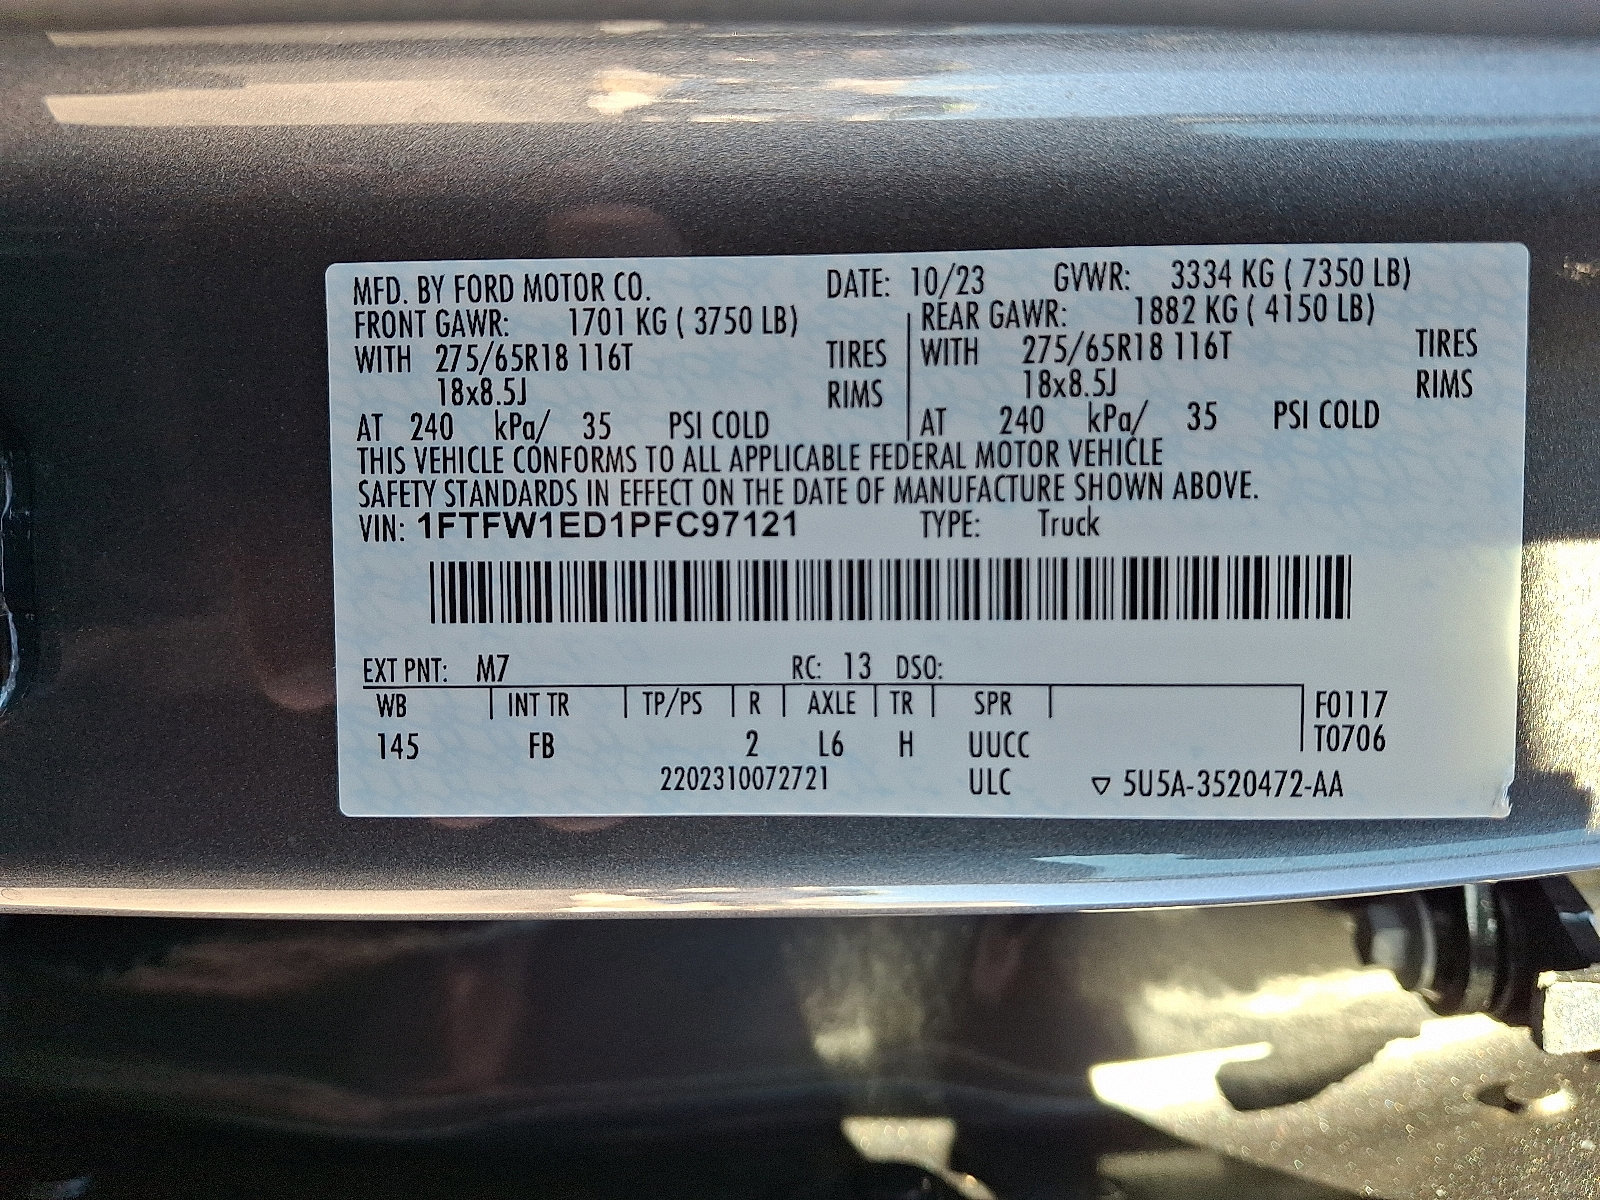 MFD. BY FORD MOTOR CO. DATE: 10/23 GVWR: 3334 KG ( 7350 LB)
FRONT GAWR: 1701 KG ( 3750 LB) REAR GAWR: 1882 KG ( 4150 LB)
WITH 275/65R18 116T TIRES WITH 275/65R18 116T TIRES
18x8.5J RIMS 18x8.5J RIMS
AT 240 kPa/ 35 PSI COLD AT 240 kPa/ 35 PSI COLD
THIS VEHICLE CONFORMS TO ALL APPLICABLE FEDERAL MOTOR VEHICLE
SAFETY STANDARDS IN EFFECT ON THE DATE OF MANUFACTURE SHOWN ABOVE.
VIN: 1FTFW1ED1PFC97121 TYPE: Truck
EXT PNT: M7 RC: 13 DSO:
WB INT TR TP/PS R AXLE TR SPR F0117
145 FB 2 L6 H UUCC T0706
2202310072721 ULC ▽ 5U5A-3520472-AA